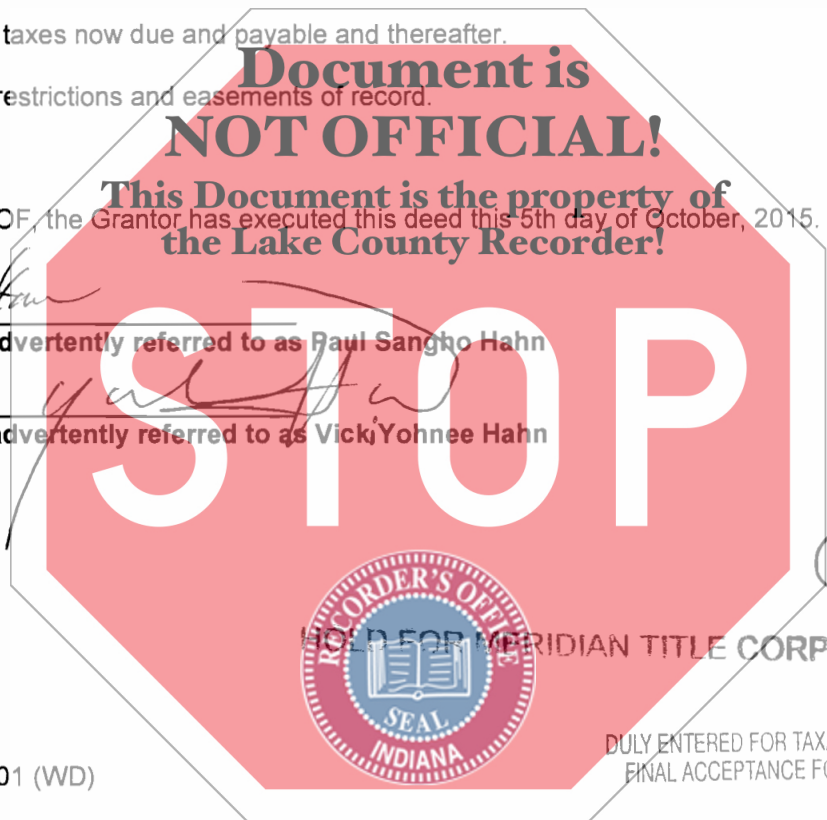 taxes now due and payable and thereafter.
Document is
estrictions and easements of record.
NOT OFFICIAL!
This Document is the property of
OF, the Grantor has executed this deed this 5th day of October, 2015.
the Lake County Recorder!
dvertently referred to as Paul Sangho Hahn
STOP
dvertently referred to as Vicki Yohnee Hahn
RECORDER'S OFFICE
HOLD FOR MERIDIAN TITLE CORP
SEAL
INDIANA
DULY ENTERED FOR TAX
01 (WD)
FINAL ACCEPTANCE FO